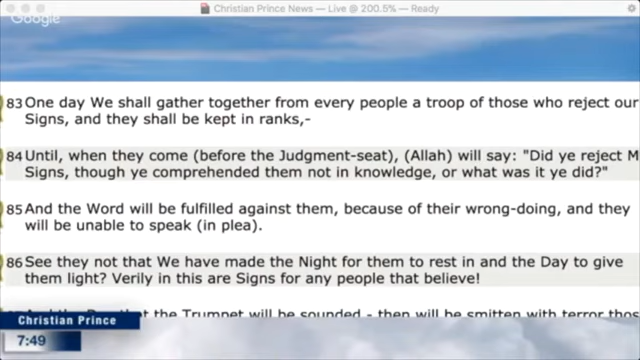 Christian Prince News — Live @ 200.5% — Ready
Google
83 One day We shall gather together from every people a troop of those who reject our
Signs, and they shall be kept in ranks,-
84 Until, when they come (before the Judgment-seat), (Allah) will say: "Did ye reject M
Signs, though ye comprehended them not in knowledge, or what was it ye did?"
85 And the Word will be fulfilled against them, because of their wrong-doing, and they
will be unable to speak (in plea).
86 See they not that We have made the Night for them to rest in and the Day to give
them light? Verily in this are Signs for any people that believe!
the Trumpet will be sounded - then will be smitten with terror thos
Christian Prince
7:49